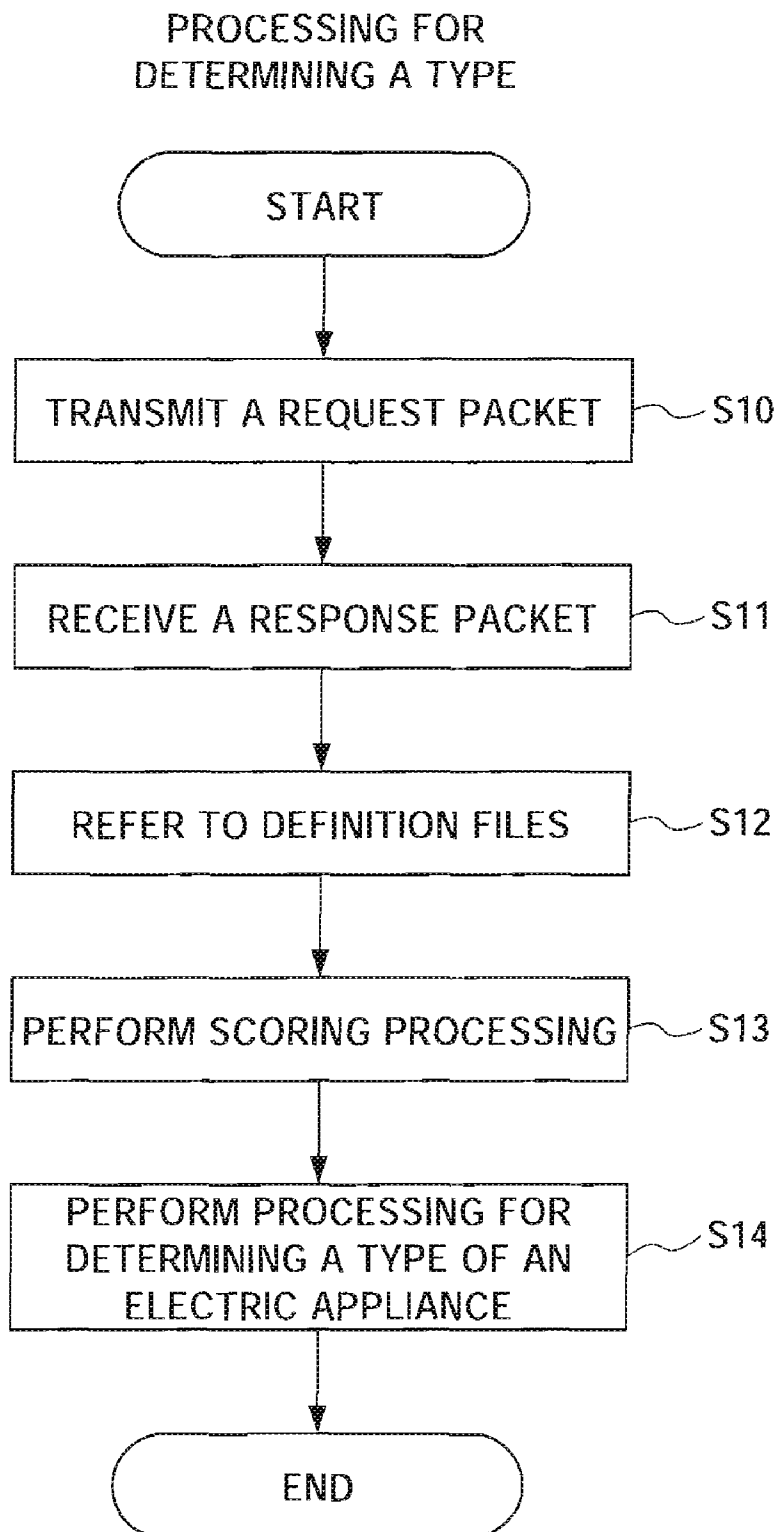 PROCESSING FOR
DETERMINING A TYPE
START
TRANSMIT A REQUEST PACKET
S10
RECEIVE A RESPONSE PACKET
S11
REFER TO DEFINITION FILES
S12
PERFORM SCORING PROCESSING
S13
PERFORM PROCESSING FOR
DETERMINING A TYPE OF AN
ELECTRIC APPLIANCE
S14
END